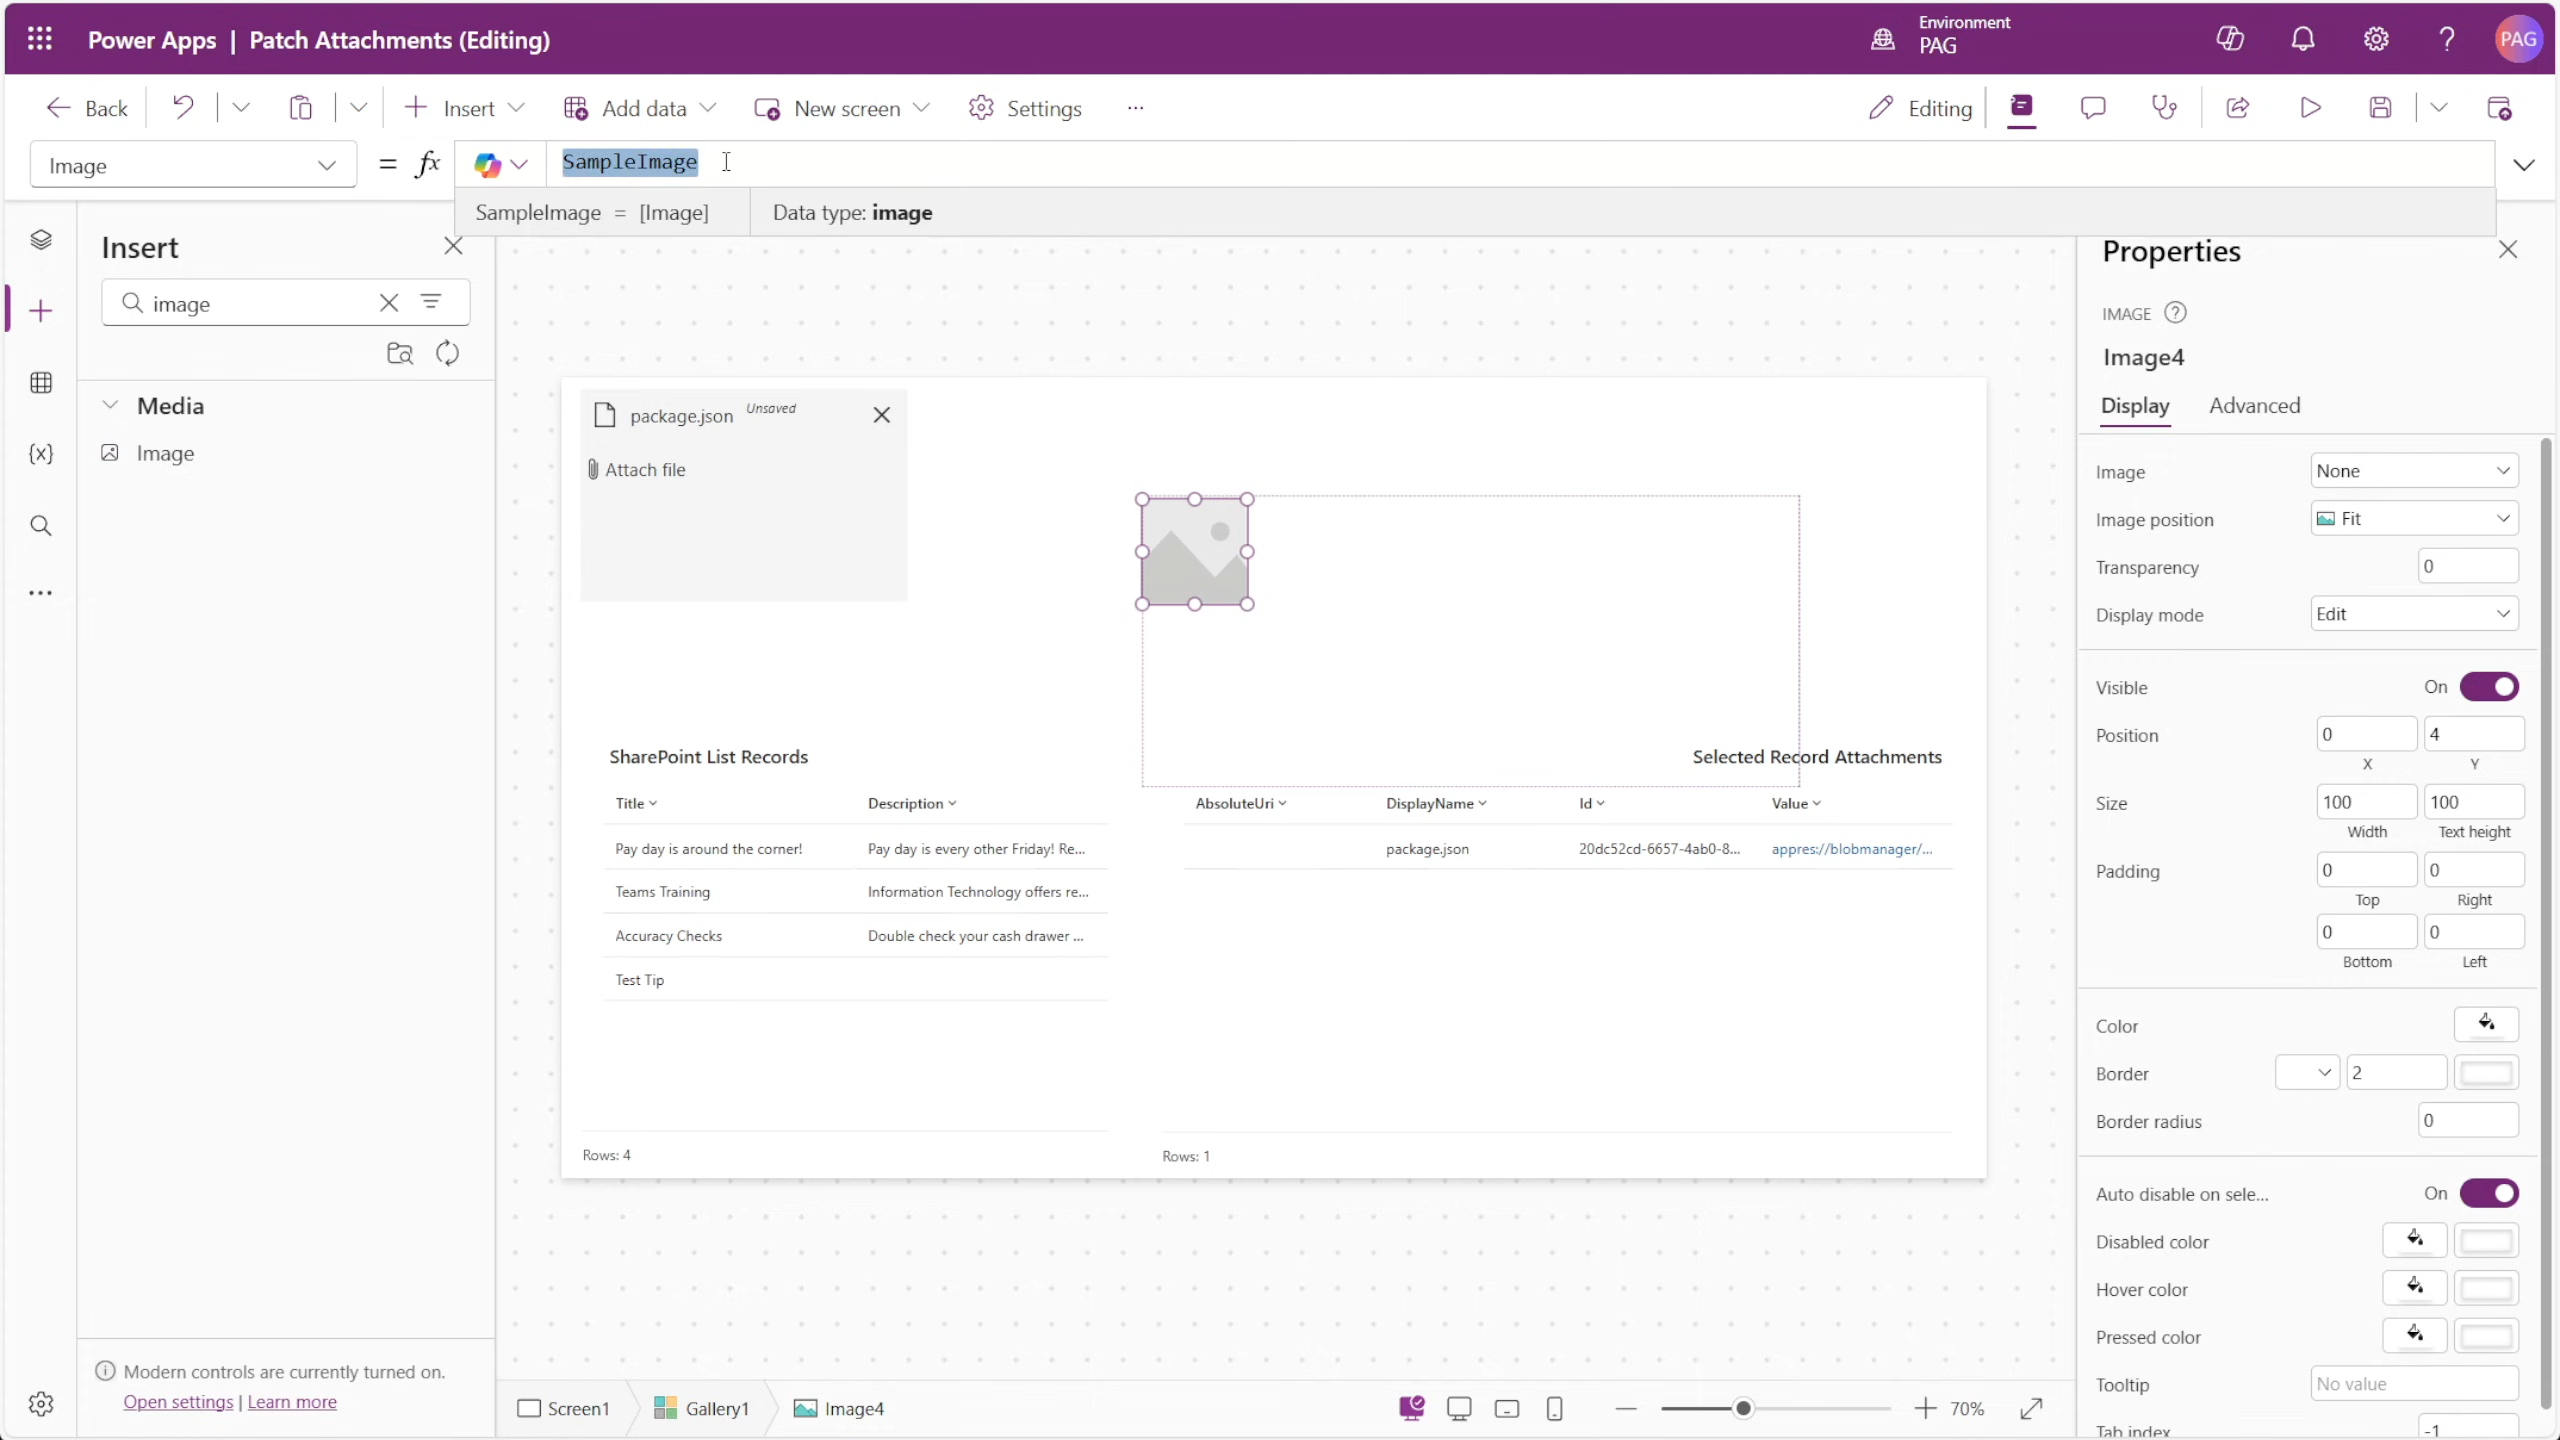 Power Apps | Patch Attachments (Editing)
Environment
PAG
PAG
Back
Insert
Add data
New screen
Settings
...
Editing
Image
= fx
SampleImage
SampleImage = [Image]
Data type: image
Insert
image
Media
Image
Modern controls are currently turned on.
Open settings | Learn more
package.json Unsaved
Attach file
SharePoint List Records
Selected Record Attachments
Title
Description
AbsoluteUri
DisplayName
Id
Value
Pay day is around the corner!
Pay day is every other Friday! Re...
package.json
20dc52cd-6657-4ab0-8...
appres://blobmanager/...
Teams Training
Information Technology offers re...
Accuracy Checks
Double check your cash drawer ...
Test Tip
Rows: 4
Rows: 1
Screen1
Gallery1
Image4
70%
Properties
IMAGE
Image4
Display
Advanced
Image
None
Image position
Fit
Transparency
0
Display mode
Edit
Visible
On
Position
0
4
X
Y
Size
100
100
Width
Text height
Padding
0
0
Top
Right
0
0
Bottom
Left
Color
Border
2
Border radius
0
Auto disable on sele...
On
Disabled color
Hover color
Pressed color
Tooltip
No value
Tab index
-1